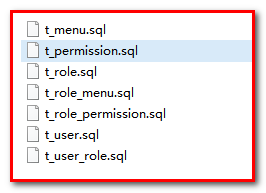 t_menu.sql
t_permission.sql
t_role.sql
t_role_menu.sql
t_role_permission.sql
t_user.sql
t_user_role.sql